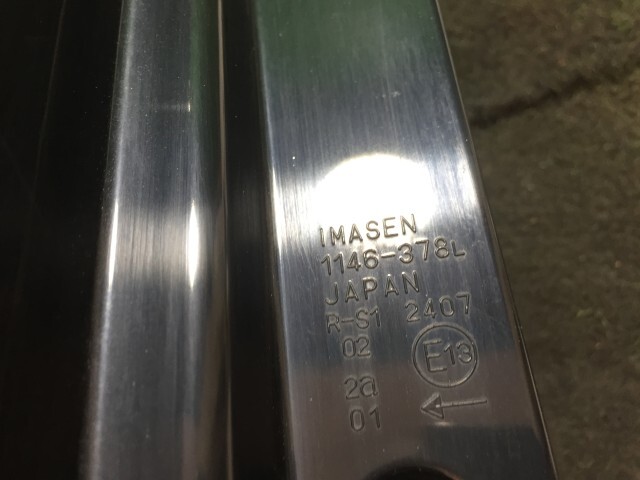 IMASEN
1146-378L
JAPAN
R-S1 2407
02 E13
2a
01 ←